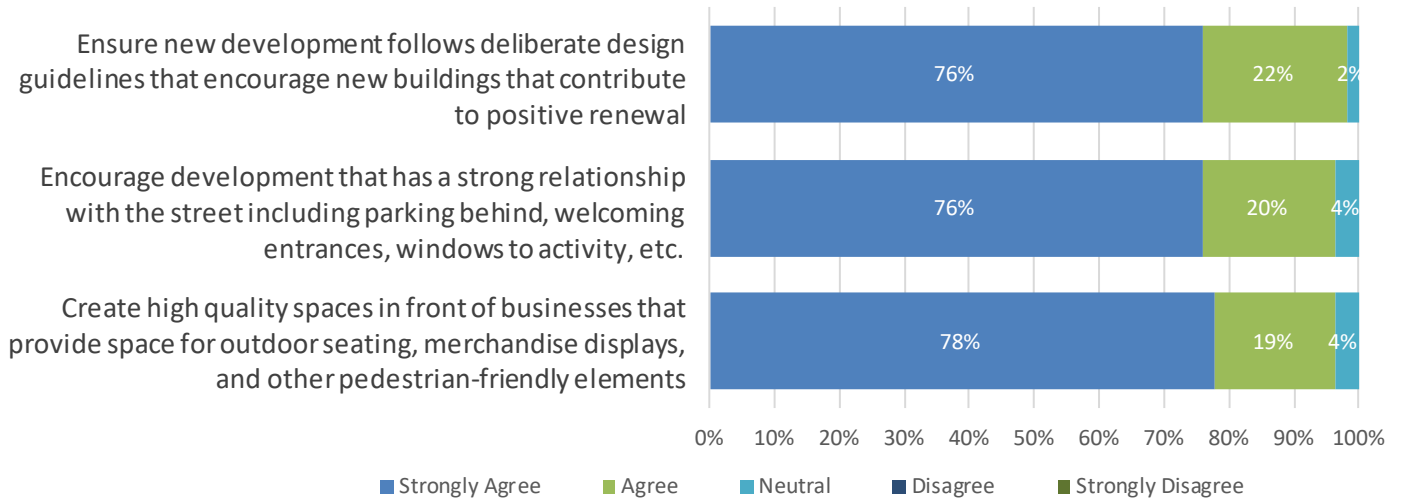 Ensure new development follows deliberate design
guidelines that encourage new buildings that contribute
to positive renewal
76% 22% 2%
Encourage development that has a strong relationship
with the street including parking behind, welcoming
entrances, windows to activity, etc.
76% 20% 4%
Create high quality spaces in front of businesses that
provide space for outdoor seating, merchandise displays,
and other pedestrian-friendly elements
78% 19% 4%
0% 10% 20% 30% 40% 50% 60% 70% 80% 90% 100%
Strongly Agree Agree Neutral Disagree Strongly Disagree